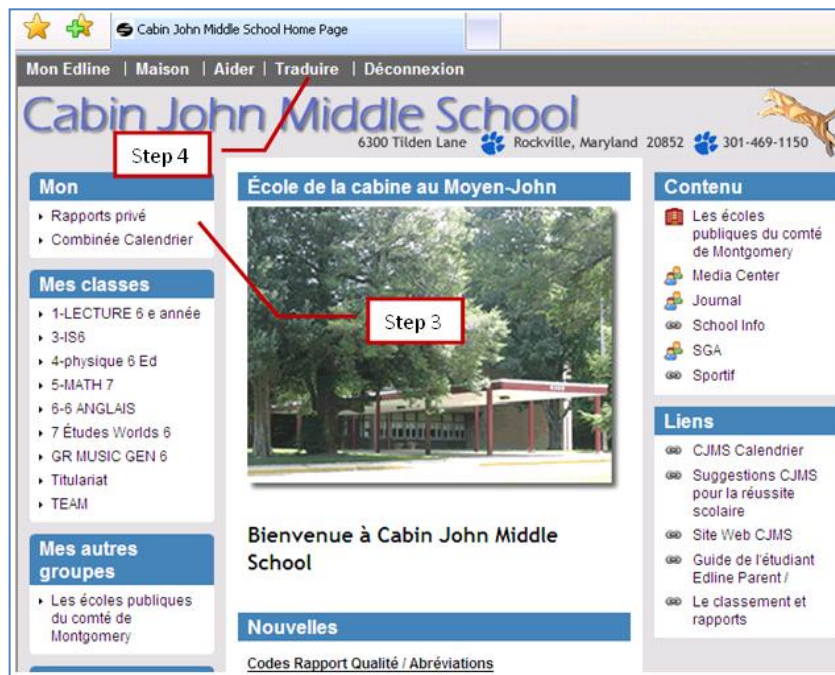 Cabin John Middle School Home Page
Mon Edline | Maison | Aider | Traduire | Déconnexion
Cabin John Middle School
6300 Tilden Lane Rockville, Maryland 20852 301-469-1150
Step 4
Mon
Rapports privé
Combinée Calendrier
Mes classes
1-LECTURE 6 e année
3-IS6
4-physique 6 Ed
5-MATH 7
6-6 ANGLAIS
7 Études Worlds 6
GR MUSIC GEN 6
Titulariat
TEAM
Mes autres
groupes
Les écoles publiques
du comté de
Montgomery
École de la cabine au Moyen-John
Step 3
Bienvenue à Cabin John Middle
School
Nouvelles
Codes Rapport Qualité / Abréviations
Contenu
Les écoles
publiques du comté
de Montgomery
Media Center
Journal
School Info
SGA
Sportif
Liens
CJMS Calendrier
Suggestions CJMS
pour la réussite
scolaire
Site Web CJMS
Guide de l'étudiant
Edline Parent /
Le classement et
rapports